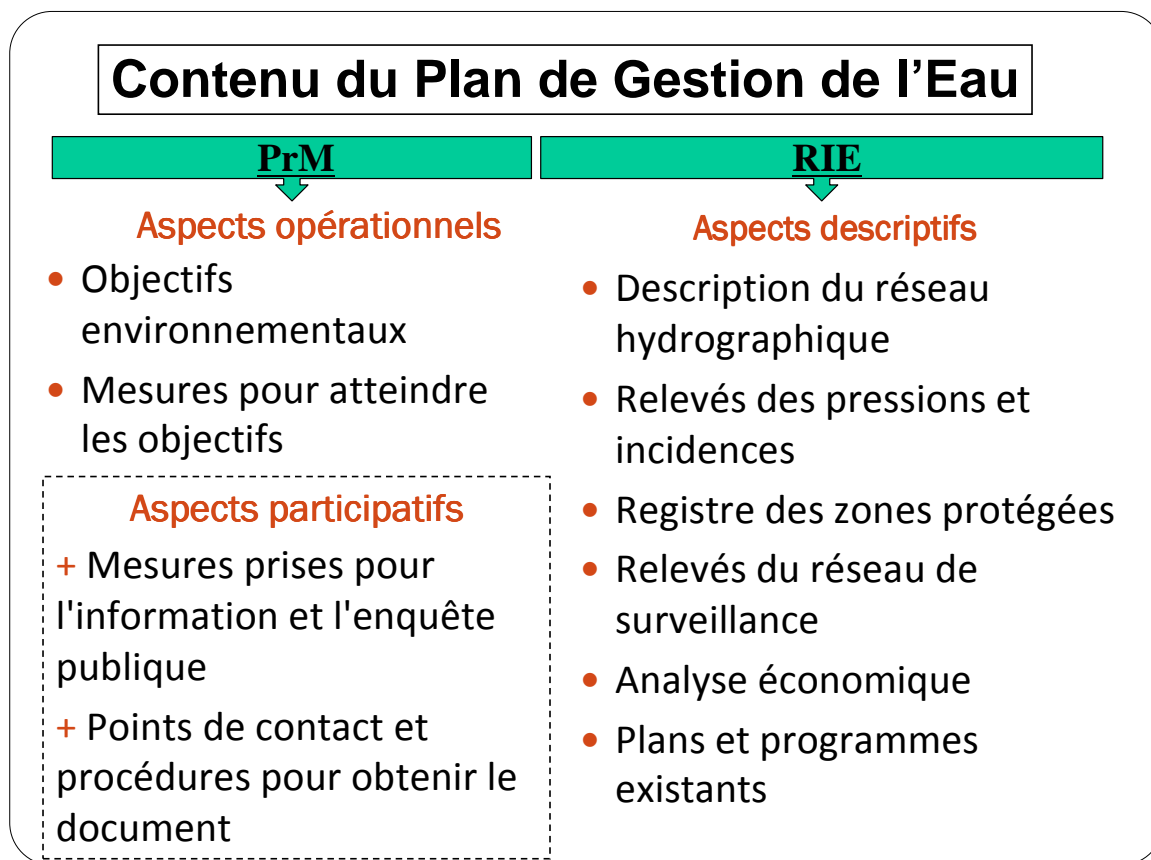 Contenu du Plan de Gestion de l’Eau
PrM
Aspects opérationnels
• Objectifs
environnementaux
• Mesures pour atteindre
les objectifs
Aspects participatifs
+ Mesures prises pour
l'information et l'enquête
publique
+ Points de contact et
procédures pour obtenir le
document
RIE
Aspects descriptifs
• Description du réseau
hydrographique
• Relevés des pressions et
incidences
• Registre des zones protégées
• Relevés du réseau de
surveillance
• Analyse économique
• Plans et programmes
existants